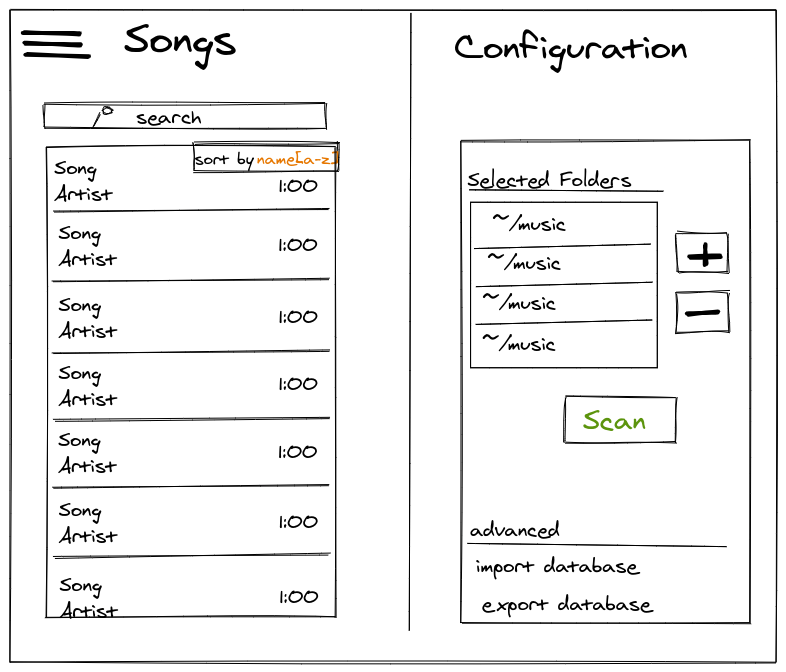 Songs
search
sort by name[a-z]
Song
Artist
1:00
Song
Artist
1:00
Song
Artist
1:00
Song
Artist
1:00
Song
Artist
1:00
Song
Artist
1:00
Song
Artist
1:00
Configuration
Selected Folders
~/music
~/music
~/music
~/music
+
-
Scan
advanced
import database
export database